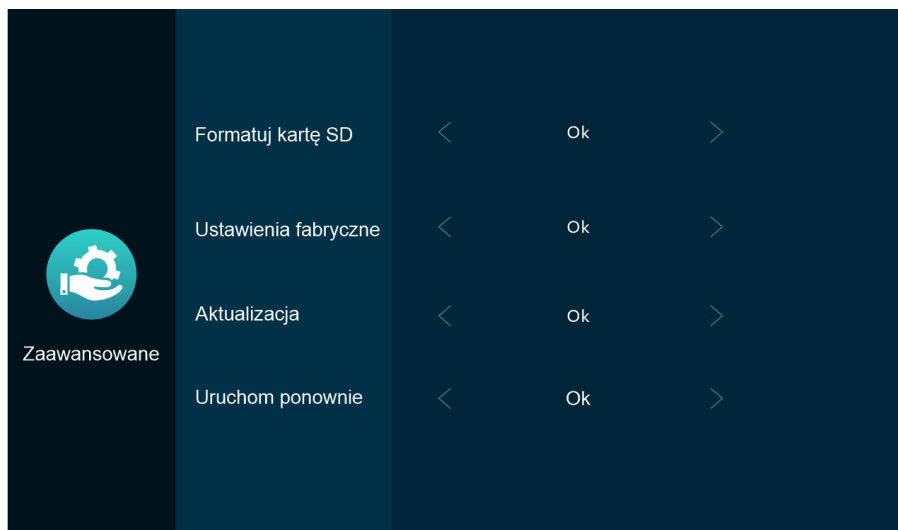 Formatuj kartę SD
Ok
Ustawienia fabryczne
Ok
Aktualizacja
Ok
Zaawansowane
Uruchom ponownie
Ok